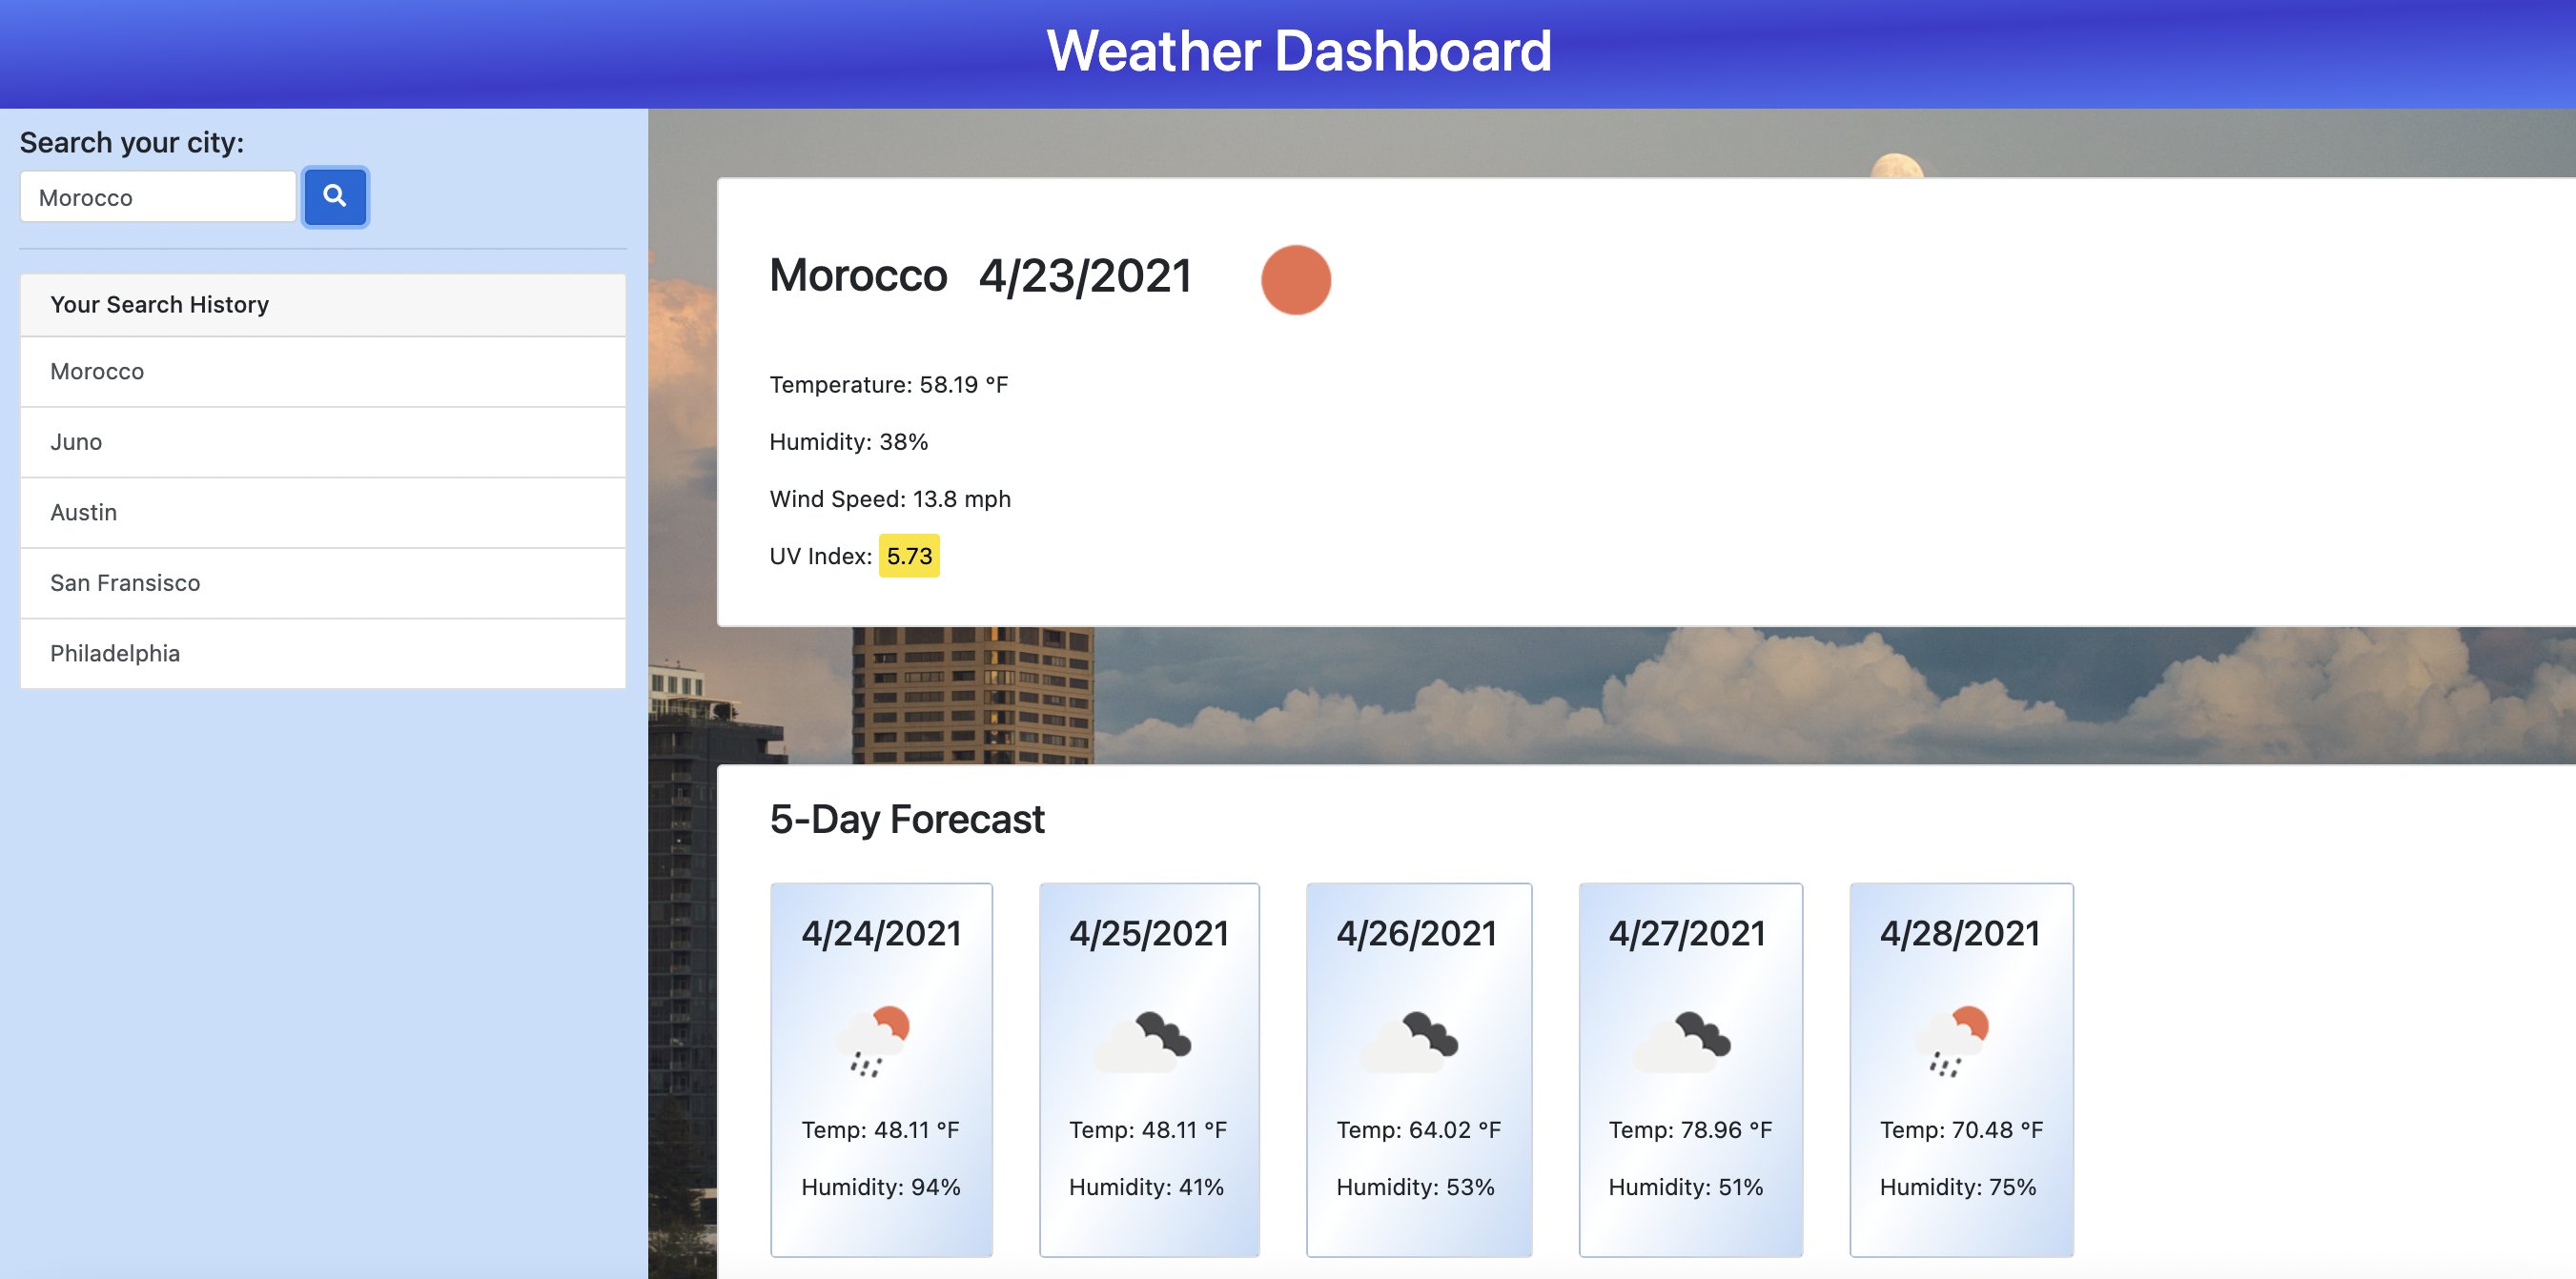 Weather Dashboard
Search your city:
Morocco
Your Search History
Morocco
Juno
Austin
San Fransisco
Philadelphia
Morocco 4/23/2021
Temperature: 58.19 °F
Humidity: 38%
Wind Speed: 13.8 mph
UV Index: 5.73
5-Day Forecast
4/24/2021
Temp: 48.11 °F
Humidity: 94%
4/25/2021
Temp: 48.11 °F
Humidity: 41%
4/26/2021
Temp: 64.02 °F
Humidity: 53%
4/27/2021
Temp: 78.96 °F
Humidity: 51%
4/28/2021
Temp: 70.48 °F
Humidity: 75%